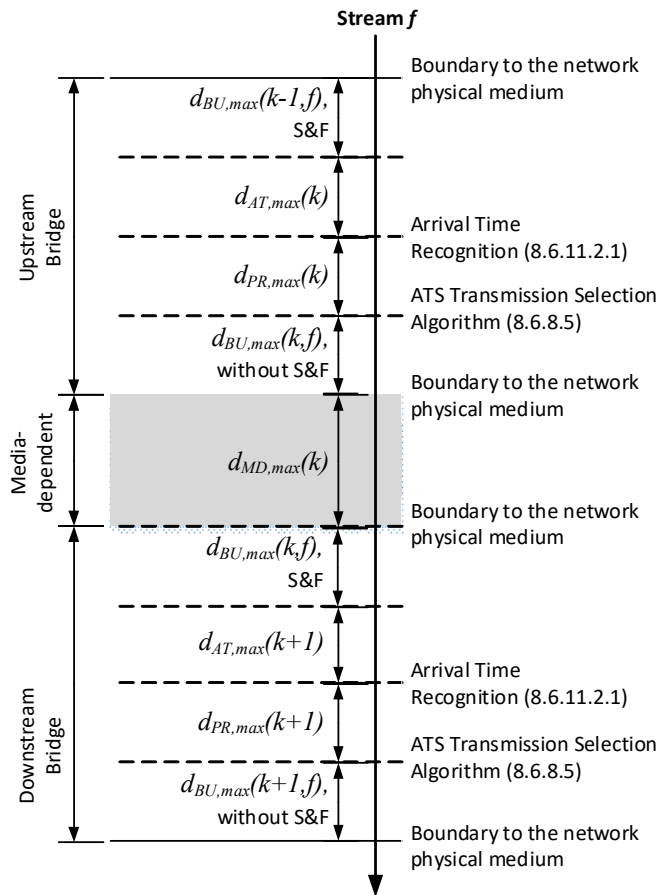 Stream f
Boundary to the network
physical medium
d_{BU,max}(k-1,f),
S&F
d_{AT,max}(k)
Arrival Time
Recognition (8.6.11.2.1)
d_{PR,max}(k)
ATS Transmission Selection
Algorithm (8.6.8.5)
d_{BU,max}(k,f),
without S&F
Upstream
Bridge
Boundary to the network
physical medium
Media-
dependent
d_{MD,max}(k)
Boundary to the network
physical medium
d_{BU,max}(k,f),
S&F
d_{AT,max}(k+1)
Arrival Time
Recognition (8.6.11.2.1)
d_{PR,max}(k+1)
ATS Transmission Selection
Algorithm (8.6.8.5)
d_{BU,max}(k+1,f),
without S&F
Downstream
Bridge
Boundary to the network
physical medium